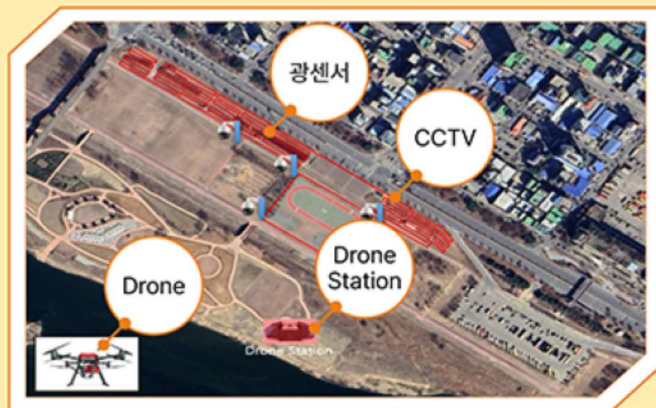 광센서
CCTV
Drone
Station
Drone
Drone Station